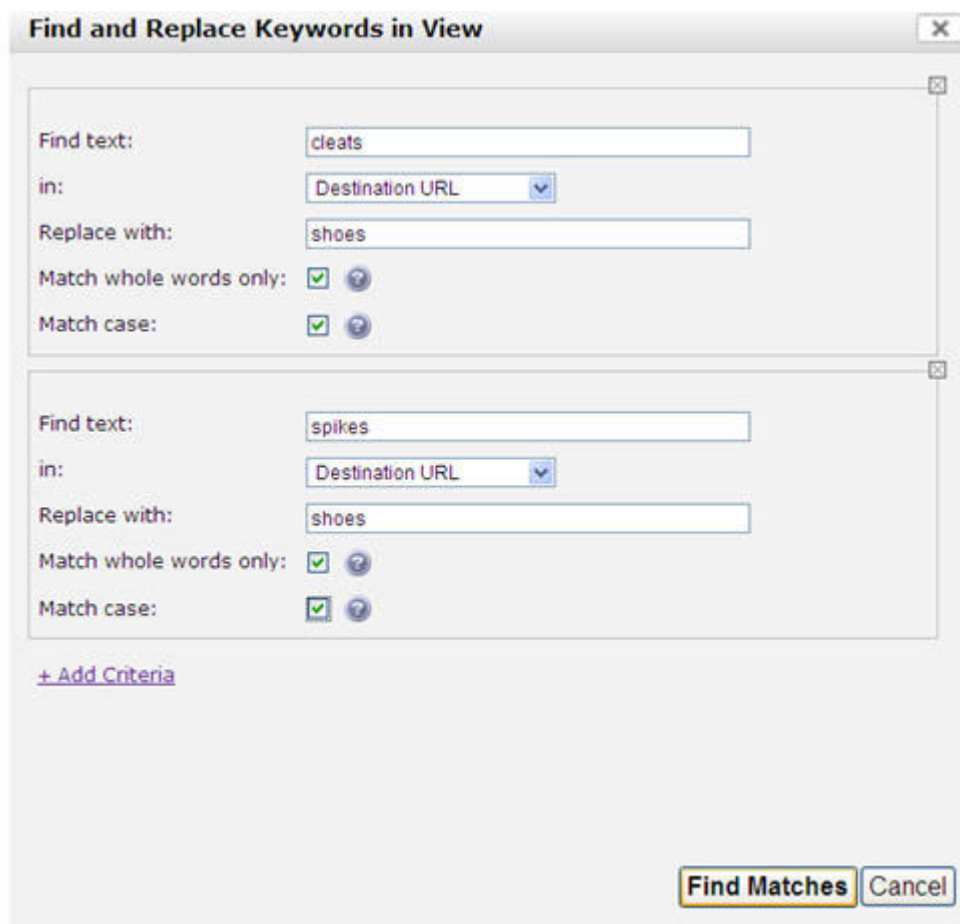 Find and Replace Keywords in View
Find text: cleats
in: Destination URL
Replace with: shoes
Match whole words only:
Match case:
Find text: spikes
in: Destination URL
Replace with: shoes
Match whole words only:
Match case:
+ Add Criteria
Find Matches Cancel